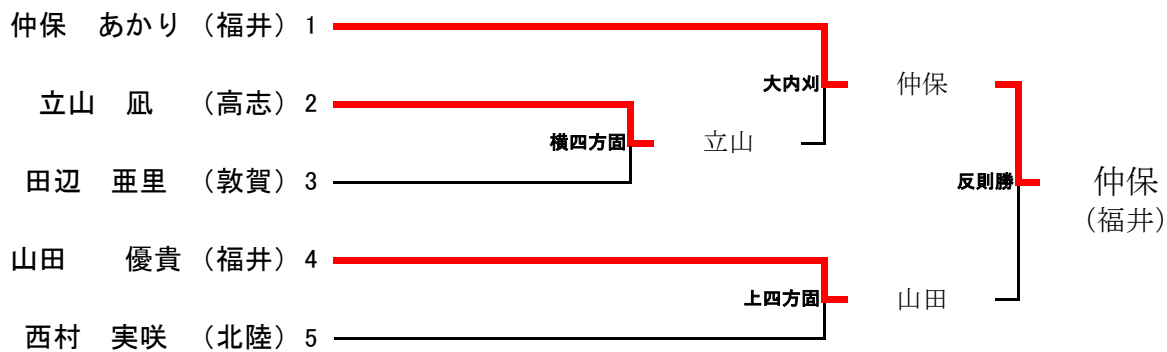 仲保　あかり（福井）1
大内刈
仲保
立山　凪　（高志）2
横四方固
立山
田辺　亜里（敦賀）3
反則勝
仲保
（福井）
山田　　優貴（福井）4
上四方固
山田
西村　実咲（北陸）5